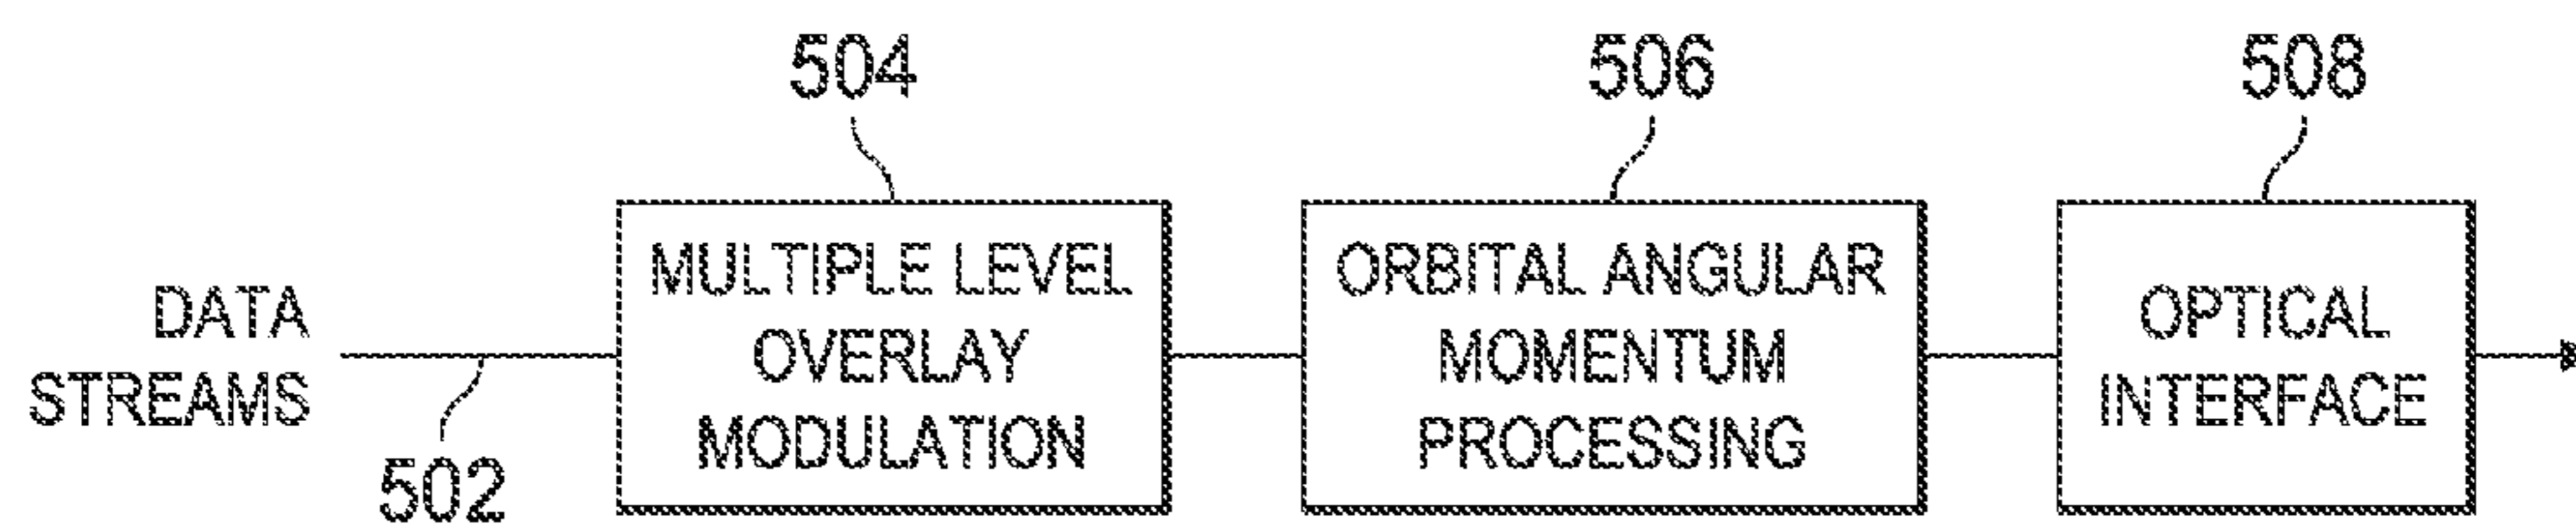 504
506
508
DATA
STREAMS
502
MULTIPLE LEVEL
OVERLAY
MODULATION
ORBITAL ANGULAR
MOMENTUM
PROCESSING
OPTICAL
INTERFACE